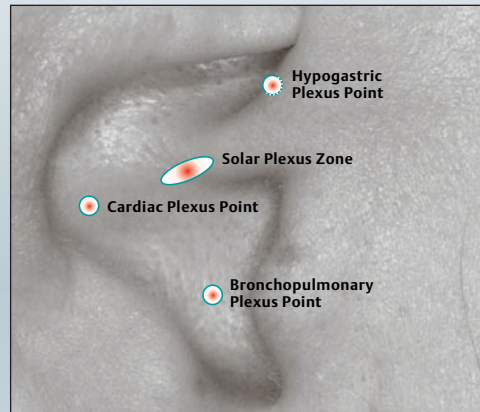 Hypogastric
Plexus Point
Solar Plexus Zone
Cardiac Plexus Point
Bronchopulmonary
Plexus Point